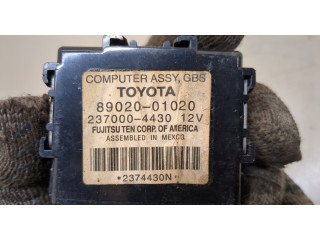 COMPUTER ASSY, GBS
TOYOTA
89020-01020
237000-4430 12V
FUJITSU TEN CORP. OF AMERICA
ASSEMBLED IN MEXICO
*2374430N*